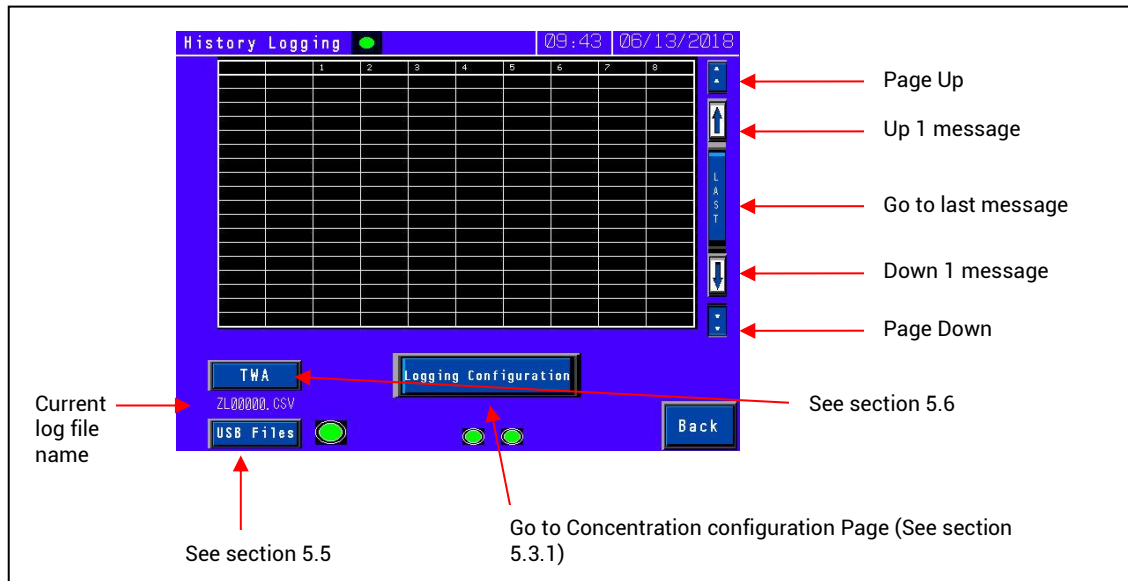 History Logging 09:43 06/13/2018
1 2 3 4 5 6 7 8
Page Up
Up 1 message
LAST
Go to last message
Down 1 message
Page Down
TWA
Logging Configuration
See section 5.6
Current
log file
name
ZL00000.CSV
USB Files
Back
See section 5.5
Go to Concentration configuration Page (See section
5.3.1)